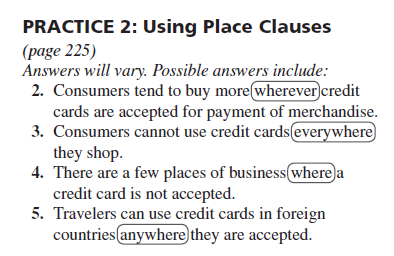 PRACTICE 2: Using Place Clauses
(page 225)
Answers will vary. Possible answers include:
2. Consumers tend to buy more wherever credit
cards are accepted for payment of merchandise.
3. Consumers cannot use credit cards everywhere
they shop.
4. There are a few places of business where a
credit card is not accepted.
5. Travelers can use credit cards in foreign
countries anywhere they are accepted.